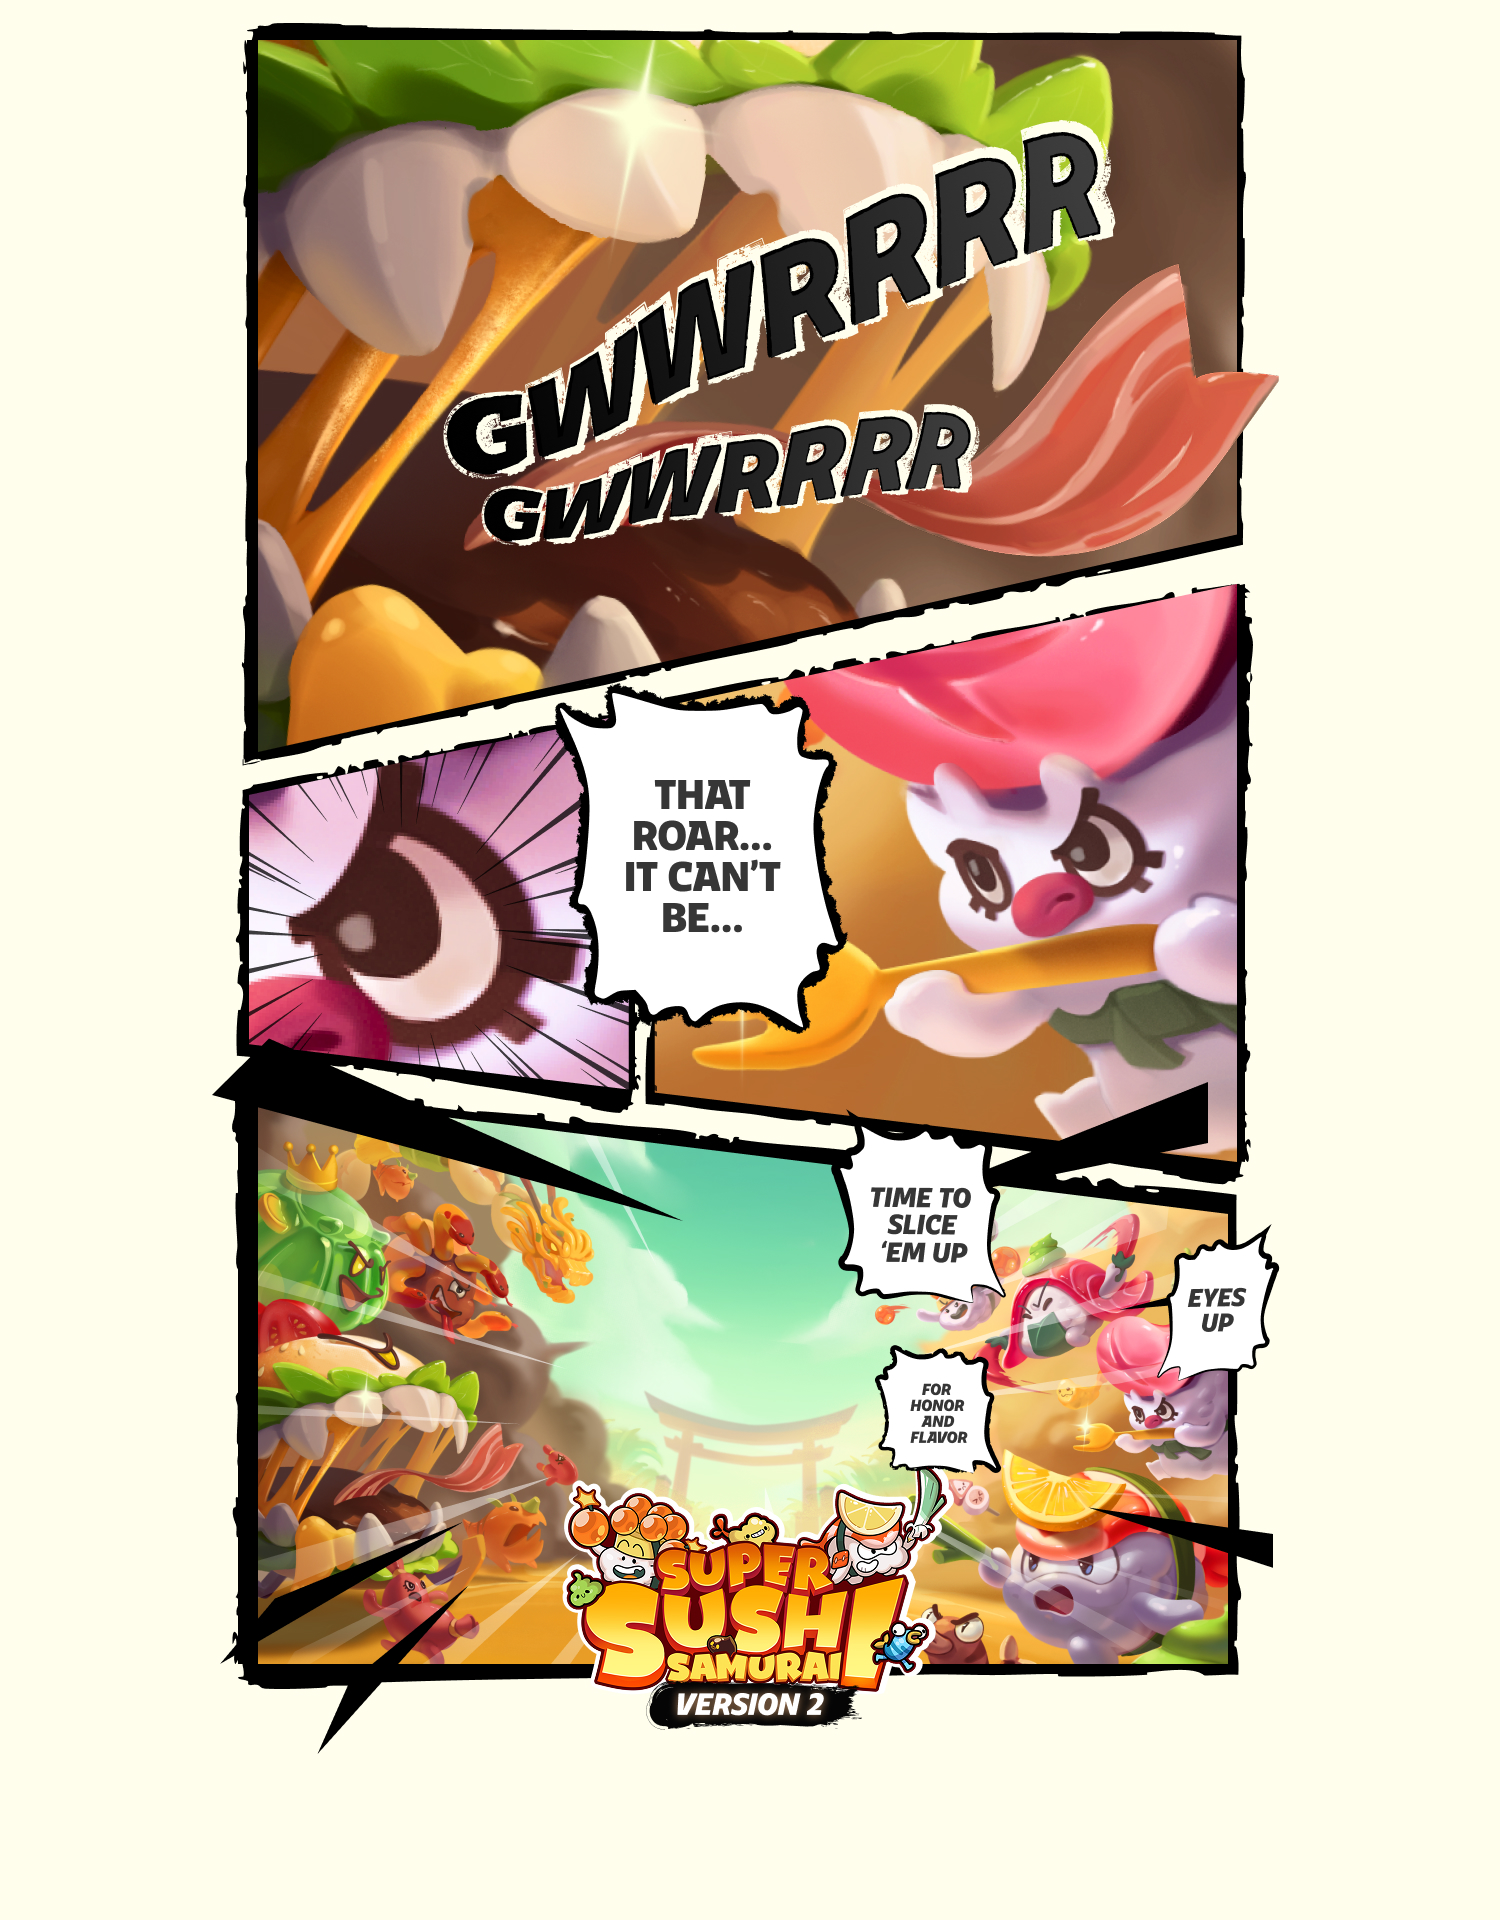 GWWRRRR
GWWRRRR
THAT
ROAR...
IT CAN'T
BE...
TIME TO
SLICE
‘EM UP
EYES
UP
FOR
HONOR
AND
FLAVOR
SUPER
SUSHI
SAMURAI
VERSION 2